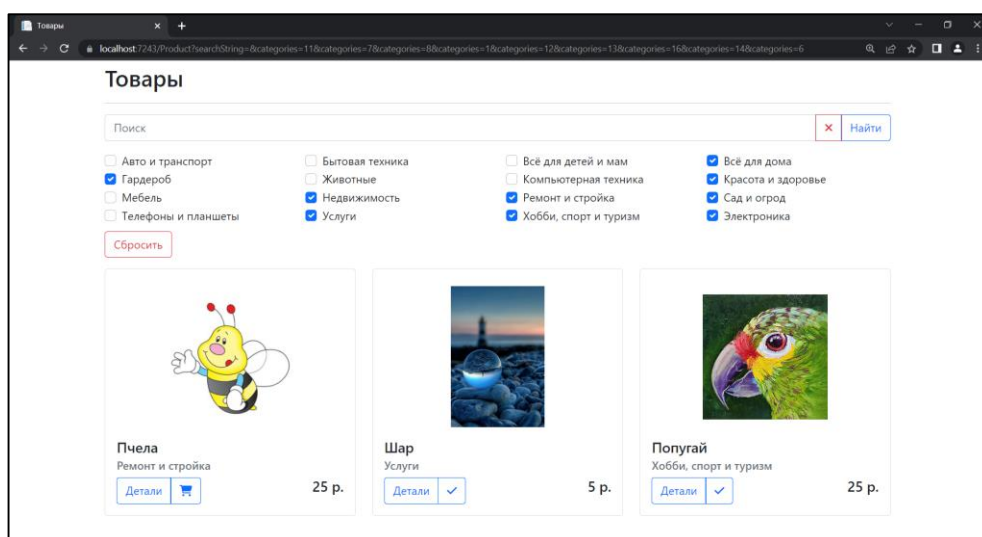 Товары
localhost:7243/Product?searchString=&categories=11&categories=7&categories=8&categories=1&categories=12&categories=13&categories=16&categories=14&categories=6
Товары
Поиск Найти
Авто и транспорт Бытовая техника Всё для детей и мам Всё для дома
Гардероб Животные Компьютерная техника Красота и здоровье
Мебель Недвижимость Ремонт и стройка Сад и огрод
Телефоны и планшеты Услуги Хобби, спорт и туризм Электроника
Сбросить
Пчела
Ремонт и стройка
Детали 25 р.
Шар
Услуги
Детали 5 р.
Попугай
Хобби, спорт и туризм
Детали 25 р.